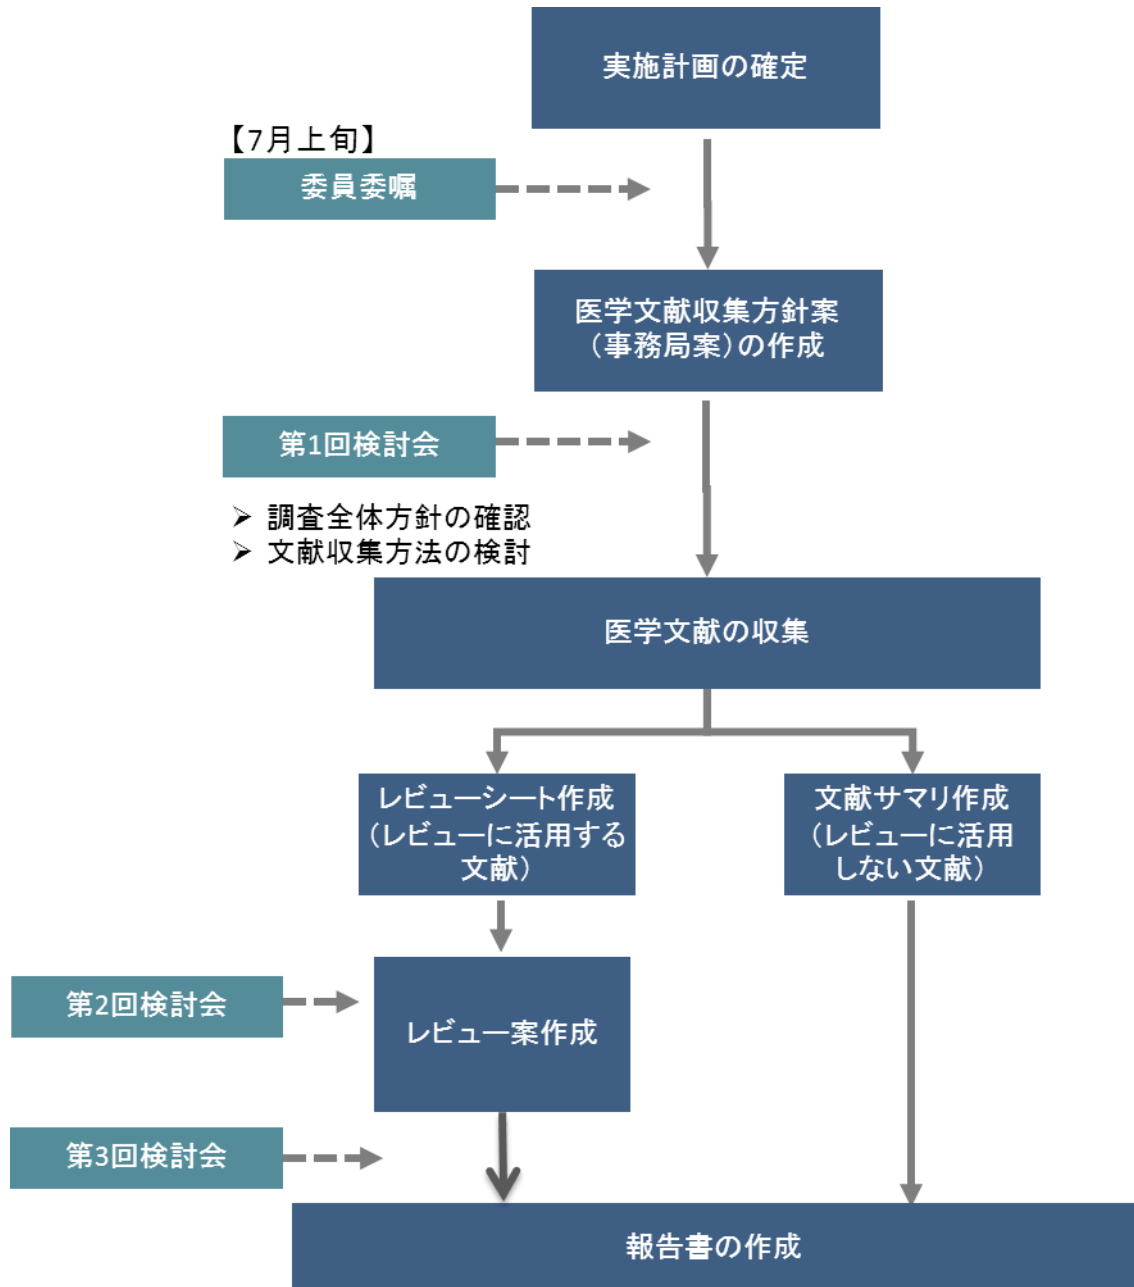 実施計画の確定
【7月上旬】
委員委嘱
医学文献収集方針案
（事務局案）の作成
第1回検討会
➢ 調査全体方針の確認
➢ 文献収集方法の検討
医学文献の収集
レビューシート作成
（レビューに活用する
文献）
文献サマリ作成
（レビューに活用
しない文献）
第2回検討会
レビュー案作成
第3回検討会
報告書の作成